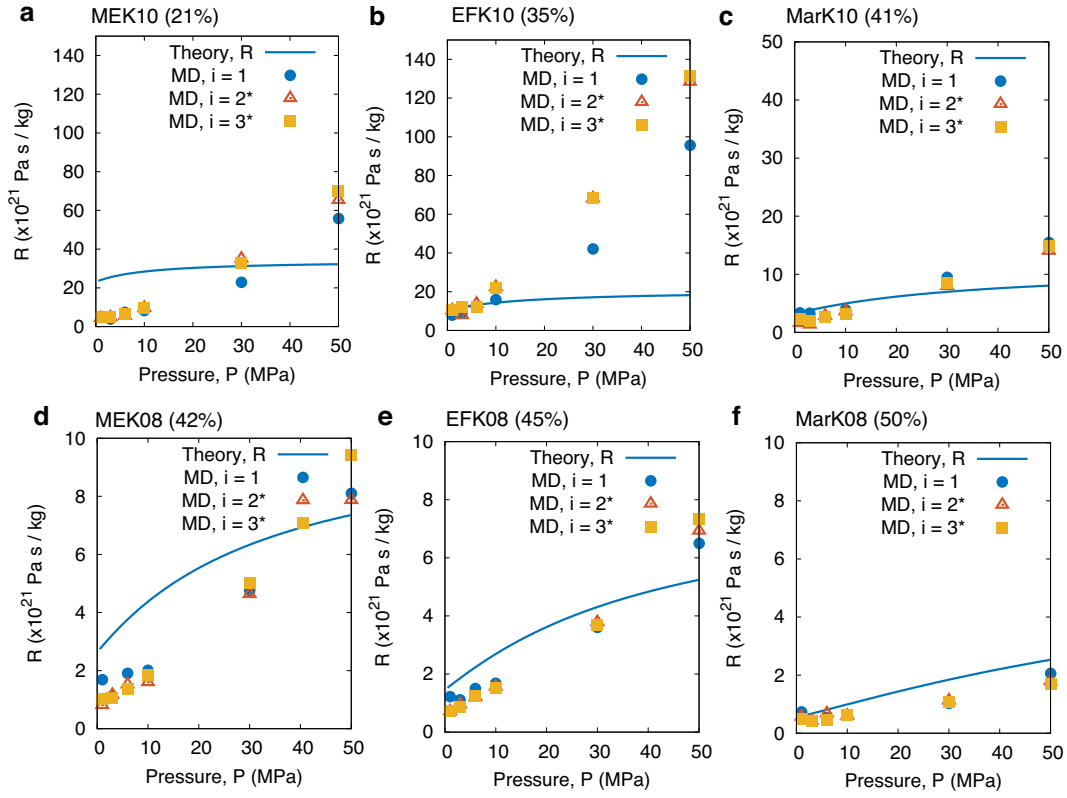 a MEK10 (21%)
R (x10^21 Pa s / kg)
140
120
100
80
60
40
20
0
Theory, R
MD, i = 1
MD, i = 2*
MD, i = 3*
0 10 20 30 40 50
Pressure, P (MPa)
b EFK10 (35%)
R (x10^21 Pa s / kg)
140
120
100
80
60
40
20
0
Theory, R
MD, i = 1
MD, i = 2*
MD, i = 3*
0 10 20 30 40 50
Pressure, P (MPa)
c MarK10 (41%)
R (x10^21 Pa s / kg)
50
40
30
20
10
0
Theory, R
MD, i = 1
MD, i = 2*
MD, i = 3*
0 10 20 30 40 50
Pressure, P (MPa)
d MEK08 (42%)
R (x10^21 Pa s / kg)
10
8
6
4
2
0
Theory, R
MD, i = 1
MD, i = 2*
MD, i = 3*
0 10 20 30 40 50
Pressure, P (MPa)
e EFK08 (45%)
R (x10^21 Pa s / kg)
10
8
6
4
2
0
Theory, R
MD, i = 1
MD, i = 2*
MD, i = 3*
0 10 20 30 40 50
Pressure, P (MPa)
f MarK08 (50%)
R (x10^21 Pa s / kg)
10
8
6
4
2
0
Theory, R
MD, i = 1
MD, i = 2*
MD, i = 3*
0 10 20 30 40 50
Pressure, P (MPa)